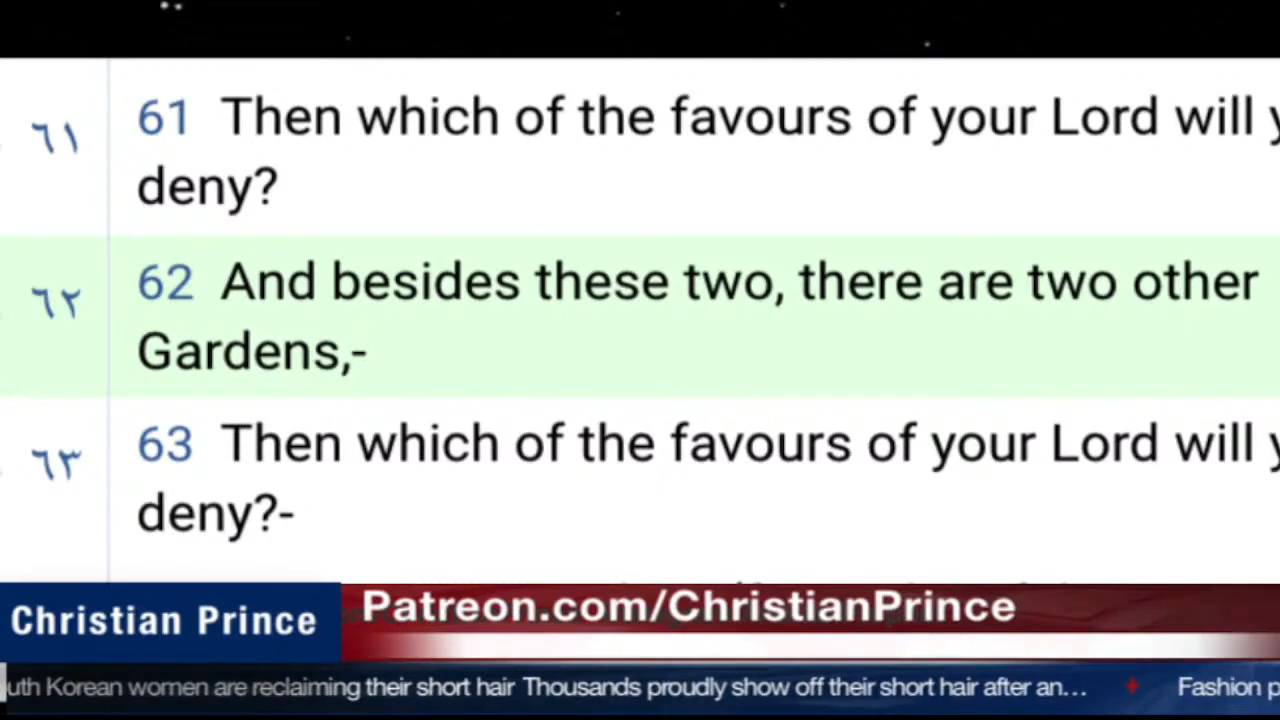 ٦١ 61 Then which of the favours of your Lord will
deny?
٦٢ 62 And besides these two, there are two other
Gardens,-
٦٣ 63 Then which of the favours of your Lord will
deny?-
Christian Prince Patreon.com/ChristianPrince
uth Korean women are reclaiming their short hair Thousands proudly show off their short hair after an... Fashion